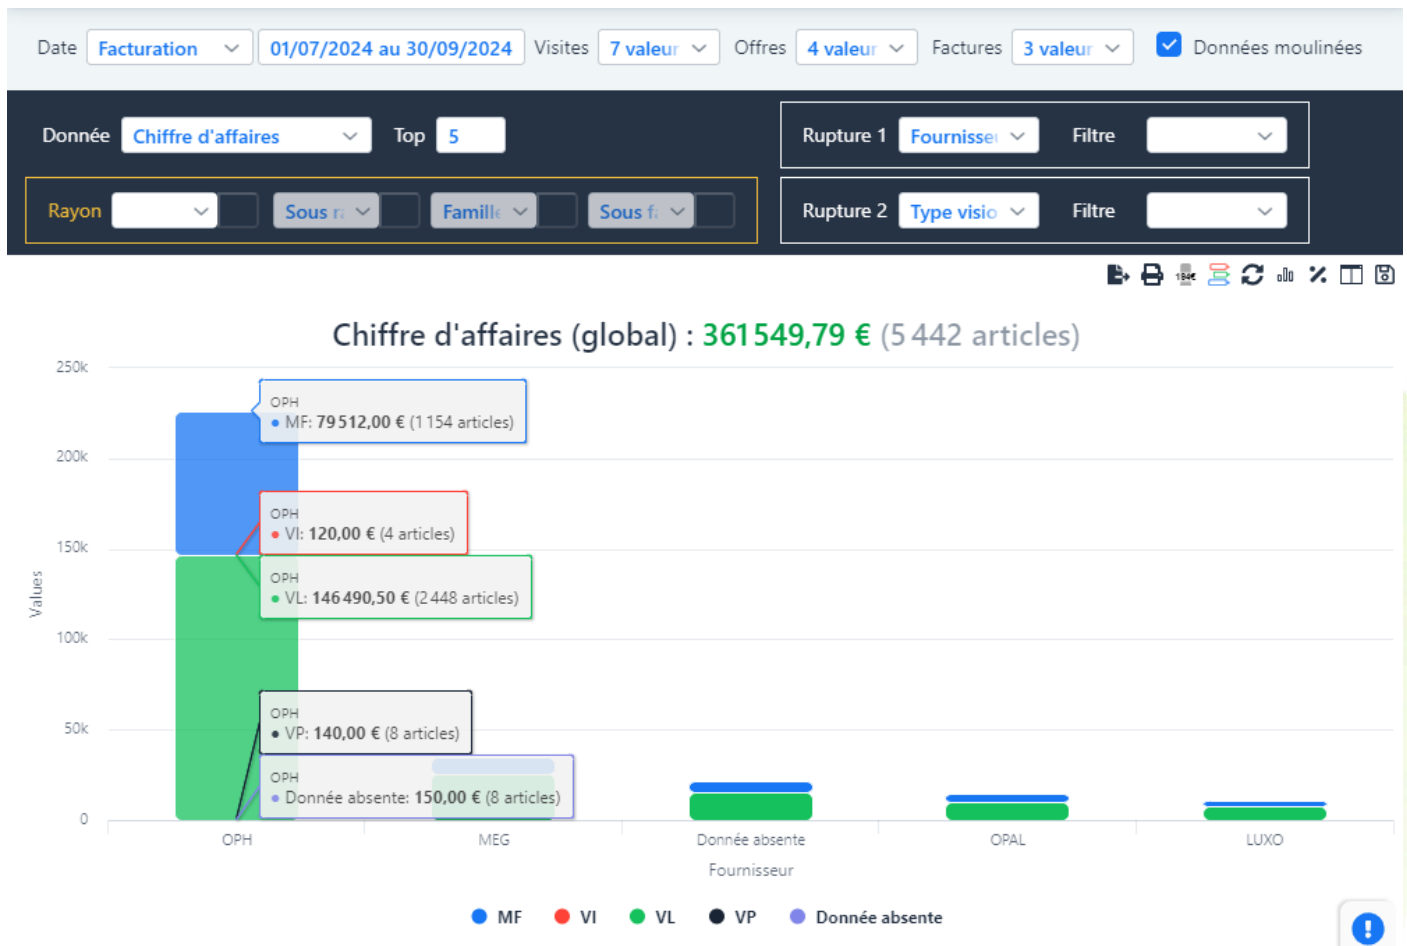 Date Facturation 01/07/2024 au 30/09/2024 Visites 7 valeur Offres 4 valeur Factures 3 valeur Données moulinées
Donnée Chiffre d'affaires Top 5 Rupture 1 Fournisseu Filtre
Rayon Sous ra Famille Sous fa Rupture 2 Type visio Filtre
Chiffre d'affaires (global) : 361 549,79 € (5 442 articles)
250k
OPH
MF: 79 512,00 € (1 154 articles)
200k
OPH
VI: 120,00 € (4 articles)
150k
OPH
VL: 146 490,50 € (2 448 articles)
Values
100k
OPH
VP: 140,00 € (8 articles)
50k
OPH
Donnée absente: 150,00 € (8 articles)
0
OPH MEG Donnée absente OPAL LUXO
Fournisseur
MF VI VL VP Donnée absente